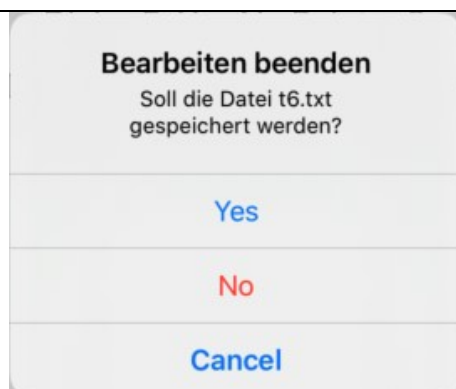 Bearbeiten beenden
Soll die Datei t6.txt
gespeichert werden?
Yes
No
Cancel